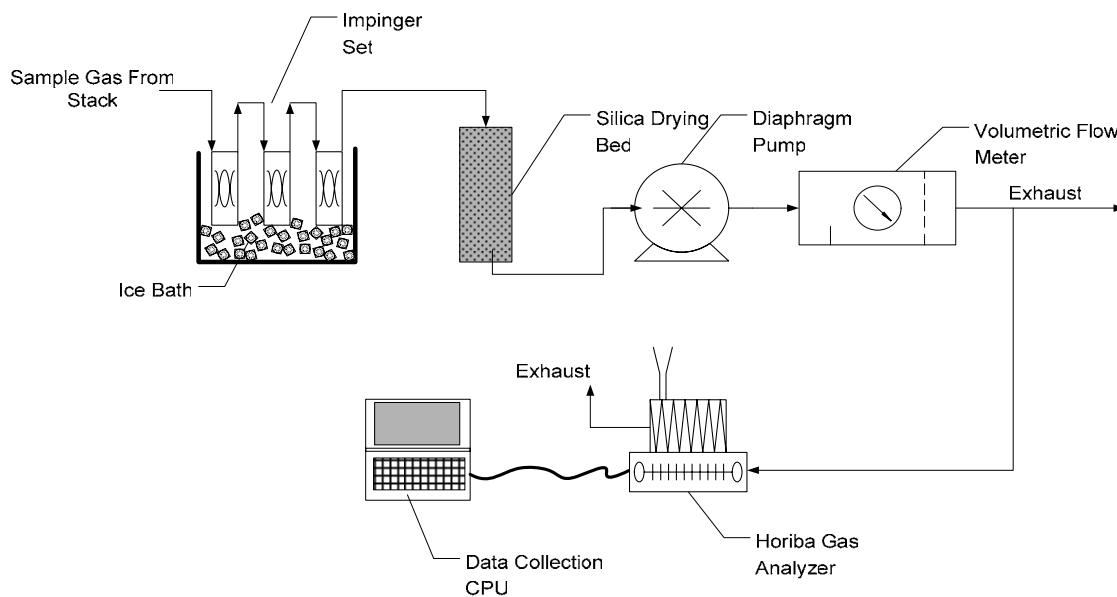 Impinger
Set
Sample Gas From
Stack
Silica Drying
Bed
Diaphragm
Pump
Volumetric Flow
Meter
Exhaust
Ice Bath
Exhaust
Data Collection
CPU
Horiba Gas
Analyzer